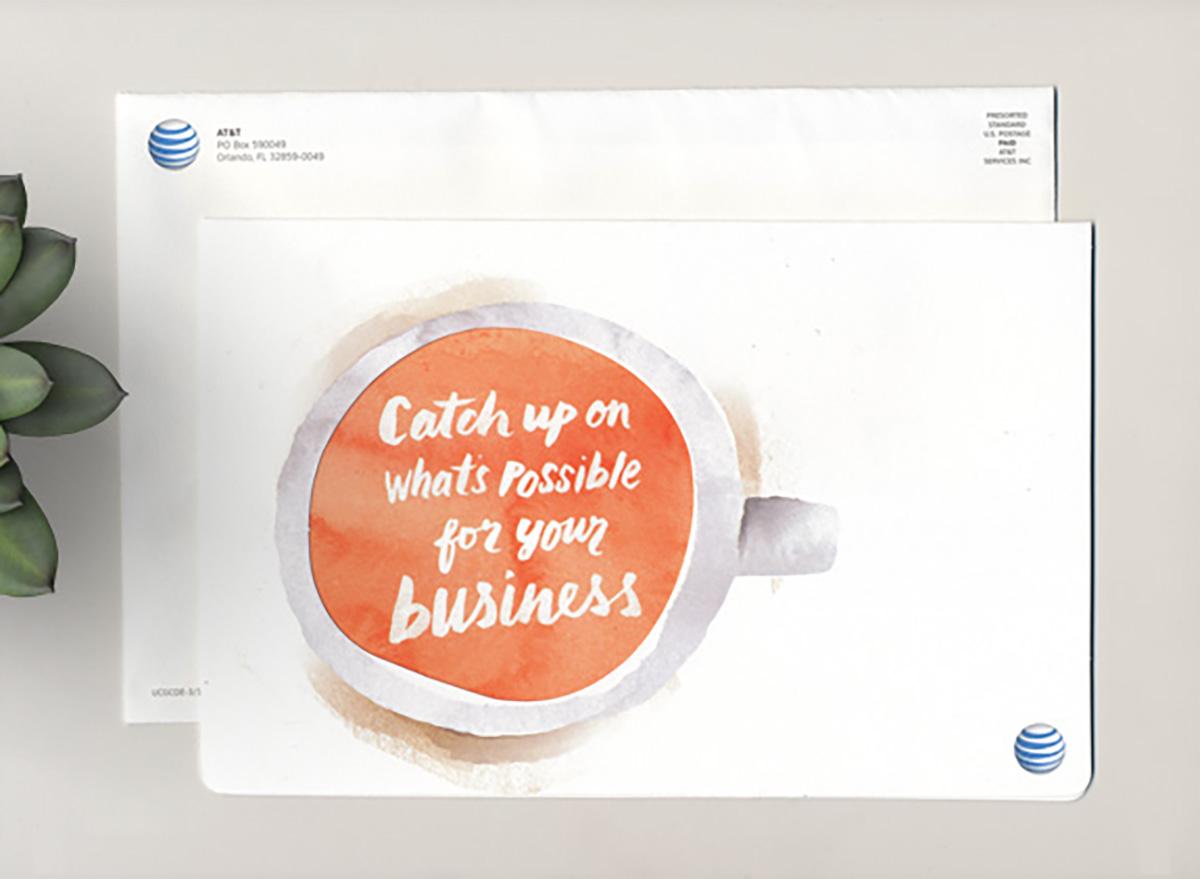 AT&T
PO Box 590049
Orlando, FL 32859-0049
PRESORTED
STANDARD
U.S. POSTAGE
PAID
AT&T
SERVICES INC
Catch up on
what's possible
for your
business